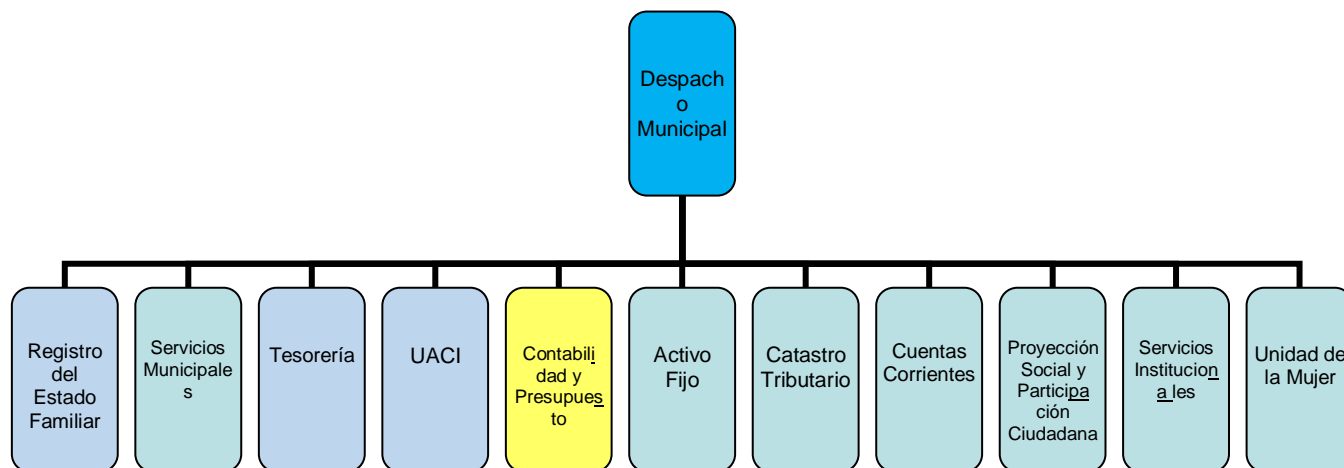 Despach
o
Municipal
Registro
del
Estado
Familiar
Servicios
Municipale
s
Tesorería
UACI
Contabili
dad y
Presupues
to
Activo
Fijo
Catastro
Tributario
Cuentas
Corrientes
Proyección
Social y
Participa
ción
Ciudadana
Servicios
Institucion
a les
Unidad de
la Mujer